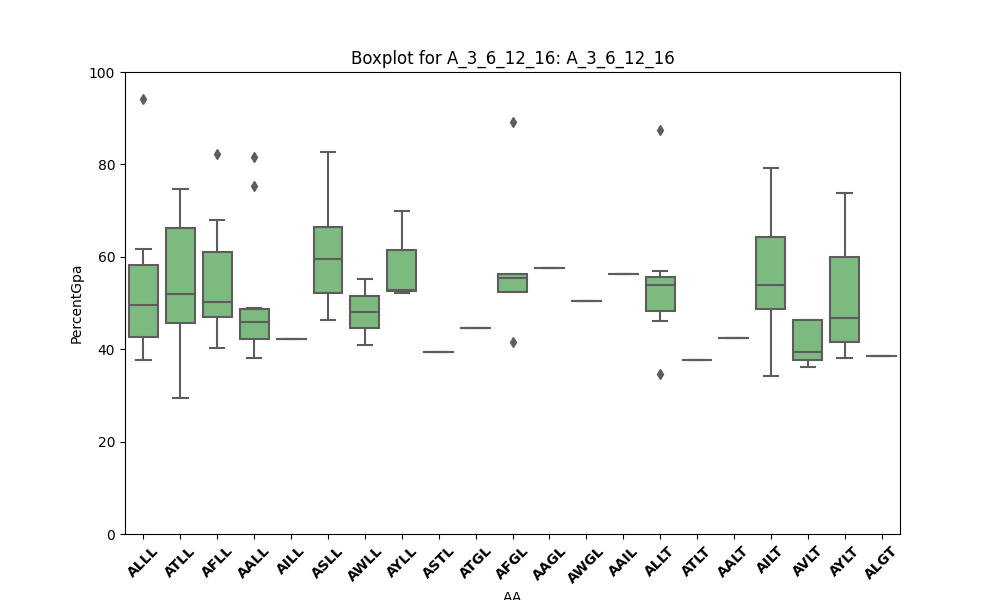 Boxplot for A_3_6_12_16: A_3_6_12_16
100
80
60
40
20
0
PercentGpa
ALLL ATLL AFLL AALL AILL ASLL AWLL AYLL ASTL ATGL AFGL AAGL AWGL AAIL ALLT ATLT AALT AILT AVLT AYLT ALGT
AA